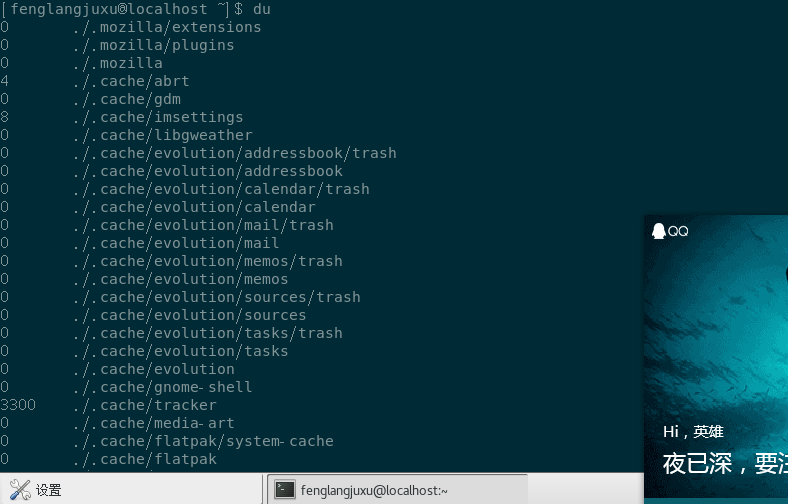 [fenglangjuxu@localhost ~]$ du
0 ./.mozilla/extensions
0 ./.mozilla/plugins
0 ./.mozilla
4 ./.cache/abrt
0 ./.cache/gdm
8 ./.cache/imsettings
0 ./.cache/libgweather
0 ./.cache/evolution/addressbook/trash
0 ./.cache/evolution/addressbook
0 ./.cache/evolution/calendar/trash
0 ./.cache/evolution/calendar
0 ./.cache/evolution/mail/trash
0 ./.cache/evolution/mail
0 ./.cache/evolution/memos/trash
0 ./.cache/evolution/memos
0 ./.cache/evolution/sources/trash
0 ./.cache/evolution/sources
0 ./.cache/evolution/tasks/trash
0 ./.cache/evolution/tasks
0 ./.cache/evolution
0 ./.cache/gnome-shell
3300 ./.cache/tracker
0 ./.cache/media-art
0 ./.cache/flatpak/system-cache
0 ./.cache/flatpak
QQ
Hi，英雄
夜已深，要注
设置
fenglangjuxu@localhost:~